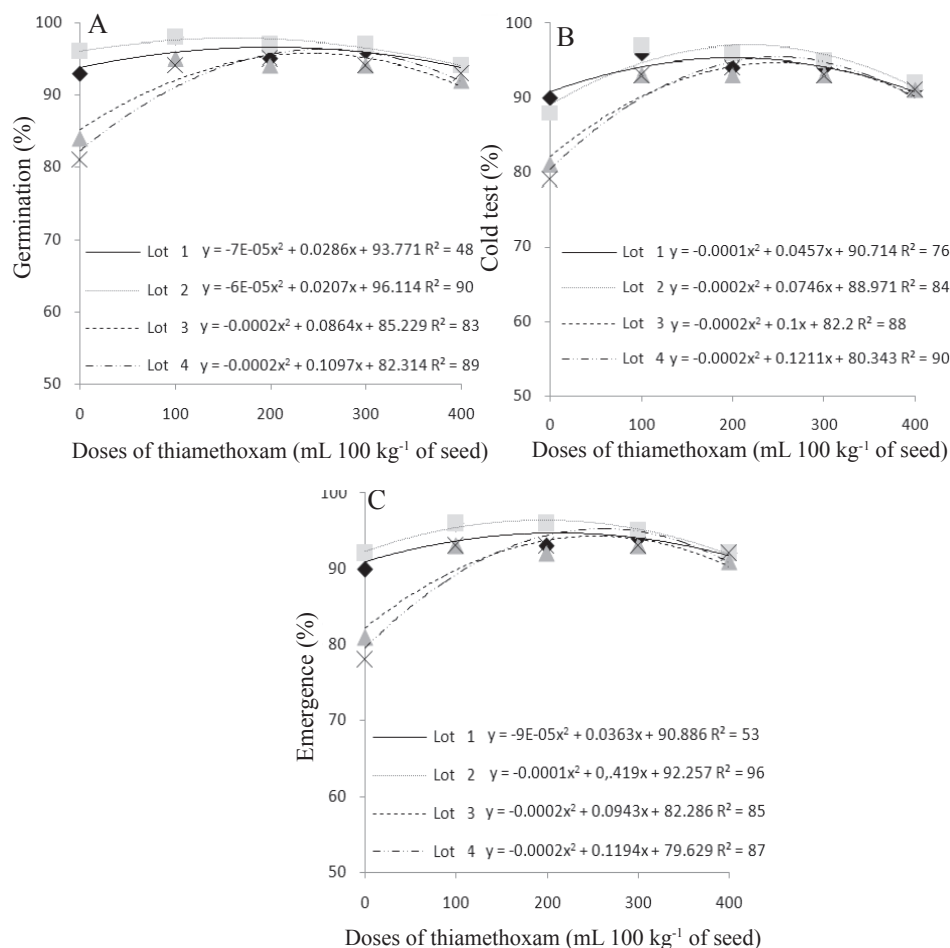 A
Germination (%)
100
90
80
70
60
50
Lot 1 y = -7E-05x² + 0.0286x + 93.771 R² = 48
Lot 2 y = -6E-05x² + 0.0207x + 96.114 R² = 90
Lot 3 y = -0.0002x² + 0.0864x + 85.229 R² = 83
Lot 4 y = -0.0002x² + 0.1097x + 82.314 R² = 89
0 100 200 300 400
Doses of thiamethoxam (mL 100 kg⁻¹ of seed)
B
Cold test (%)
100
90
80
70
60
50
Lot 1 y = -0.0001x² + 0.0457x + 90.714 R² = 76
Lot 2 y = -0.0002x² + 0.0746x + 88.971 R² = 84
Lot 3 y = -0.0002x² + 0.1x + 82.2 R² = 88
Lot 4 y = -0.0002x² + 0.1211x + 80.343 R² = 90
0 100 200 300 400
Doses of thiamethoxam (mL 100 kg⁻¹ of seed)
C
Emergence (%)
100
90
80
70
60
50
Lot 1 y = -9E-05x² + 0.0363x + 90.886 R² = 53
Lot 2 y = -0.0001x² + 0,.419x + 92.257 R² = 96
Lot 3 y = -0.0002x² + 0.0943x + 82.286 R² = 85
Lot 4 y = -0.0002x² + 0.1194x + 79.629 R² = 87
0 100 200 300 400
Doses of thiamethoxam (mL 100 kg⁻¹ of seed)